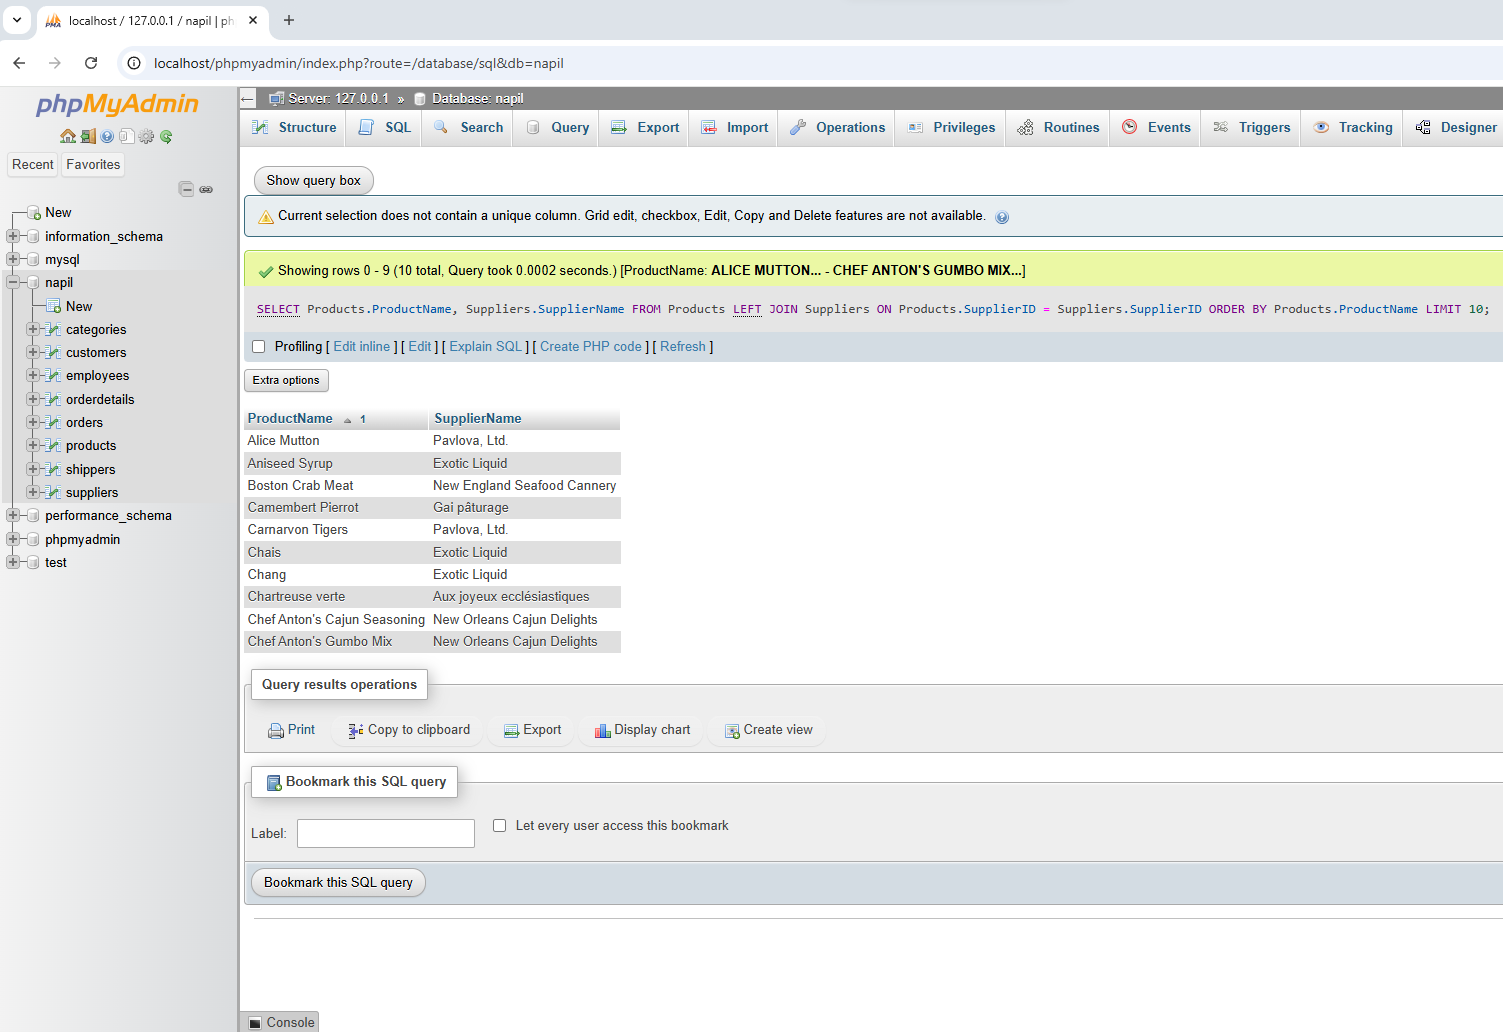 localhost / 127.0.0.1 / napil | ph
localhost/phpmyadmin/index.php?route=/database/sql&db=napil
phpMyAdmin
Recent Favorites
New
information_schema
mysql
napil
New
categories
customers
employees
orderdetails
orders
products
shippers
suppliers
performance_schema
phpmyadmin
test
Server: 127.0.0.1 » Database: napil
Structure SQL Search Query Export Import Operations Privileges Routines Events Triggers Tracking Designer
Show query box
Current selection does not contain a unique column. Grid edit, checkbox, Edit, Copy and Delete features are not available.
Showing rows 0 - 9 (10 total, Query took 0.0002 seconds.) [ProductName: ALICE MUTTON... - CHEF ANTON'S GUMBO MIX...]
SELECT Products.ProductName, Suppliers.SupplierName FROM Products LEFT JOIN Suppliers ON Products.SupplierID = Suppliers.SupplierID ORDER BY Products.ProductName LIMIT 10;
Profiling [ Edit inline ] [ Edit ] [ Explain SQL ] [ Create PHP code ] [ Refresh ]
Extra options
ProductName 1 SupplierName
Alice Mutton Pavlova, Ltd.
Aniseed Syrup Exotic Liquid
Boston Crab Meat New England Seafood Cannery
Camembert Pierrot Gai pâturage
Carnarvon Tigers Pavlova, Ltd.
Chais Exotic Liquid
Chang Exotic Liquid
Chartreuse verte Aux joyeux ecclésiastiques
Chef Anton's Cajun Seasoning New Orleans Cajun Delights
Chef Anton's Gumbo Mix New Orleans Cajun Delights
Query results operations
Print Copy to clipboard Export Display chart Create view
Bookmark this SQL query
Label: Let every user access this bookmark
Bookmark this SQL query
Console